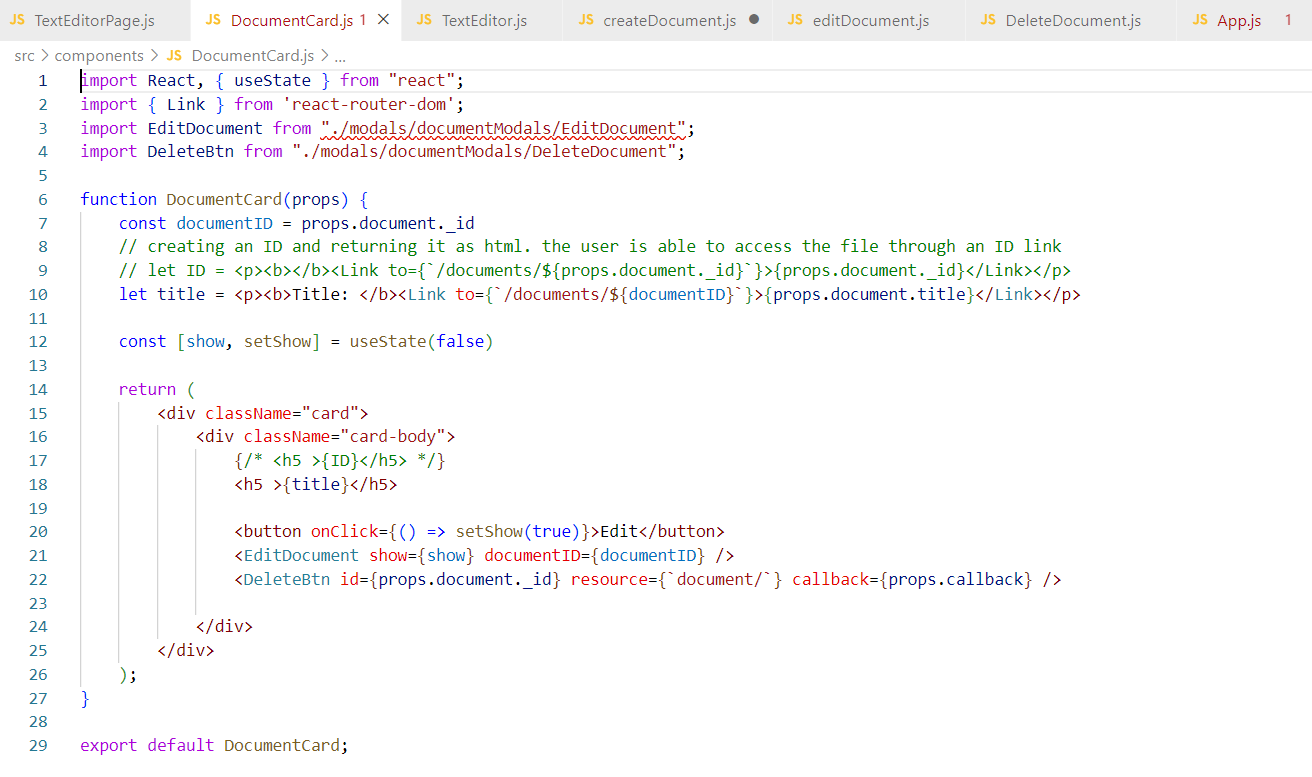 JS TextEditorPage.js JS DocumentCard.js 1 × JS TextEditor.js JS createDocument.js ● JS editDocument.js JS DeleteDocument.js JS App.js 1
src > components > JS DocumentCard.js > ...
1 import React, { useState } from "react";
2 import { Link } from 'react-router-dom';
3 import EditDocument from "./modals/documentModals/EditDocument";
4 import DeleteBtn from "./modals/documentModals/DeleteDocument";
5
6 function DocumentCard(props) {
7     const documentID = props.document._id
8     // creating an ID and returning it as html. the user is able to access the file through an ID link
9     // let ID = <p><b></b><Link to={`/documents/${props.document._id}`}>{props.document._id}</Link></p>
10     let title = <p><b>Title: </b><Link to={`/documents/${documentID}`}>{props.document.title}</Link></p>
11
12     const [show, setShow] = useState(false)
13
14     return (
15         <div className="card">
16             <div className="card-body">
17                 {/* <h5 >{ID}</h5> */}
18                 <h5 >{title}</h5>
19
20                 <button onClick={() => setShow(true)}>Edit</button>
21                 <EditDocument show={show} documentID={documentID} />
22                 <DeleteBtn id={props.document._id} resource={`document/`} callback={props.callback} />
23
24             </div>
25         </div>
26     );
27 }
28
29 export default DocumentCard;